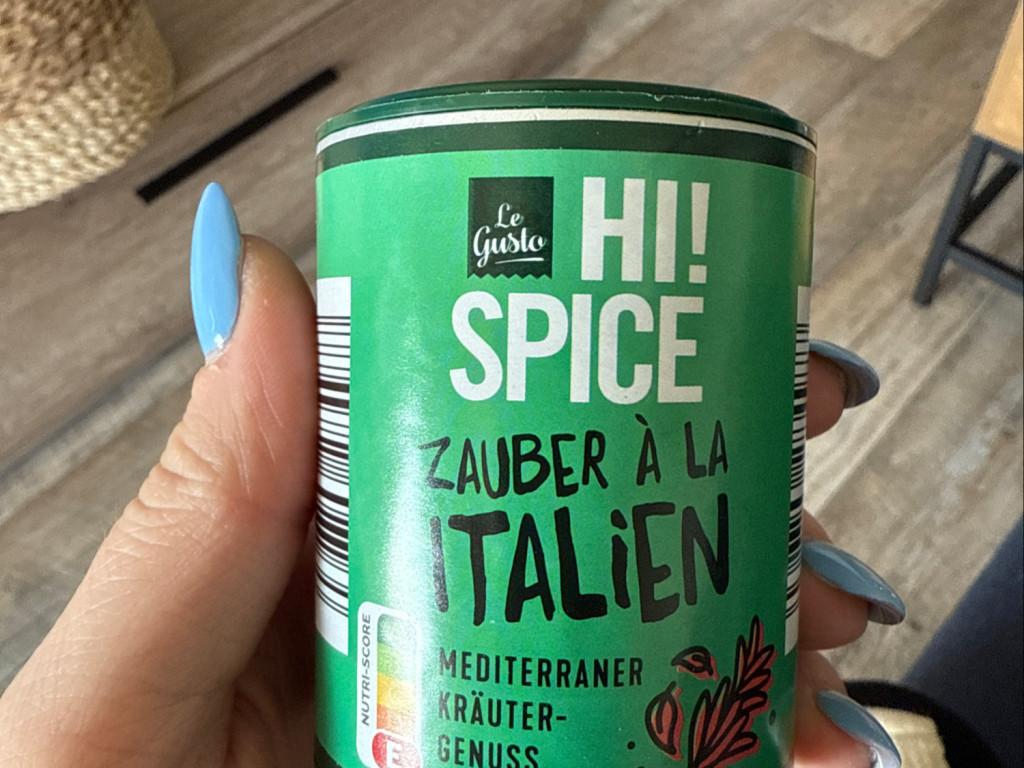 Le
Gusto
HI!
SPICE
ZAUBER À LA
ITALiEN
NUTRI-SCORE
MEDITERRANER
KRÄUTER-
GENUSS
E